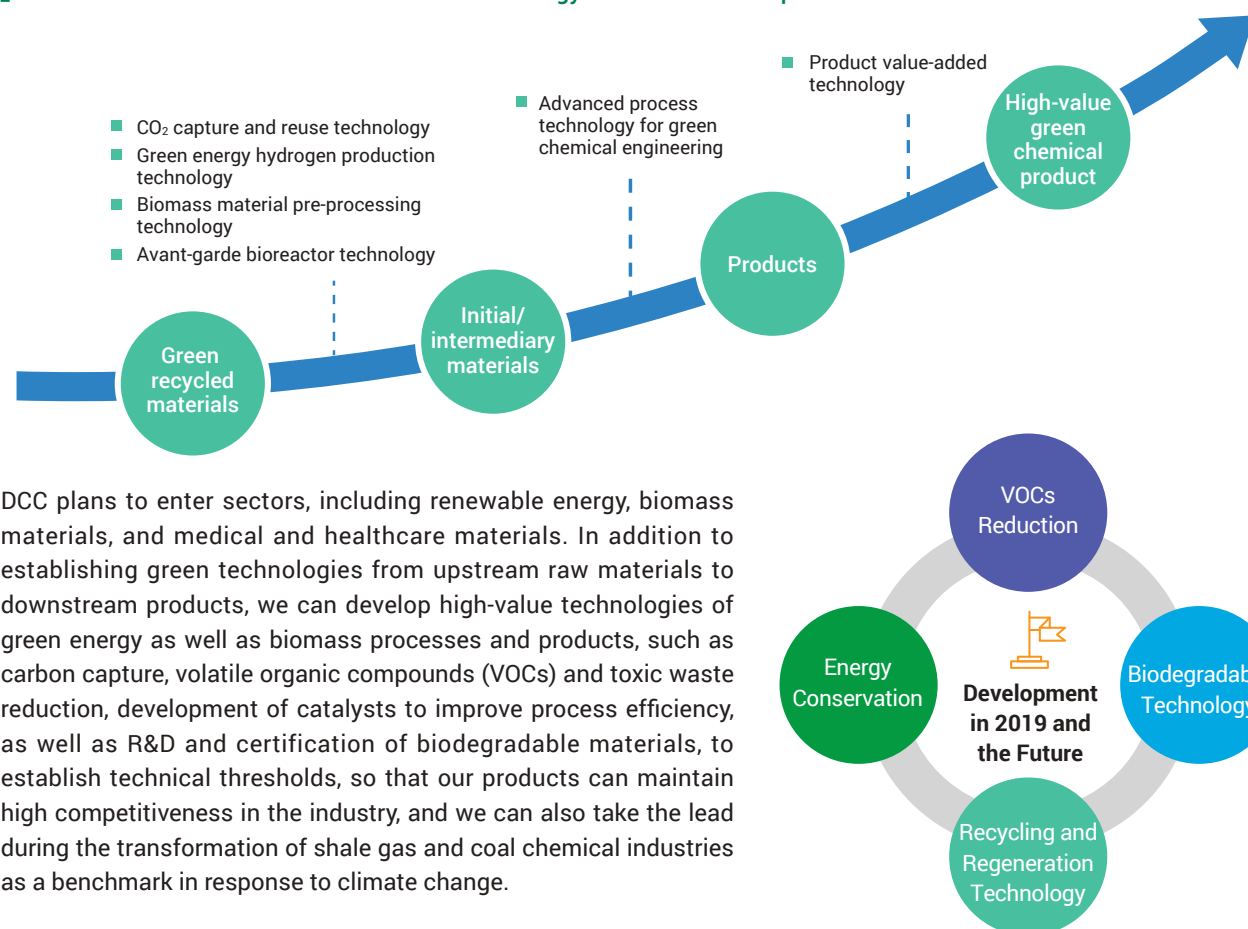 CO₂ capture and reuse technology
Green energy hydrogen production
technology
Biomass material pre-processing
technology
Avant-garde bioreactor technology
Advanced process
technology for green
chemical engineering
Product value-added
technology
Green
recycled
materials
Initial/
intermediary
materials
Products
High-value
green
chemical
product
DCC plans to enter sectors, including renewable energy, biomass
materials, and medical and healthcare materials. In addition to
establishing green technologies from upstream raw materials to
downstream products, we can develop high-value technologies of
green energy as well as biomass processes and products, such as
carbon capture, volatile organic compounds (VOCs) and toxic waste
reduction, development of catalysts to improve process efficiency,
as well as R&D and certification of biodegradable materials, to
establish technical thresholds, so that our products can maintain
high competitiveness in the industry, and we can also take the lead
during the transformation of shale gas and coal chemical industries
as a benchmark in response to climate change.
VOCs
Reduction
Energy
Conservation
Development
in 2019 and
the Future
Biodegradab
Technology
Recycling and
Regeneration
Technology